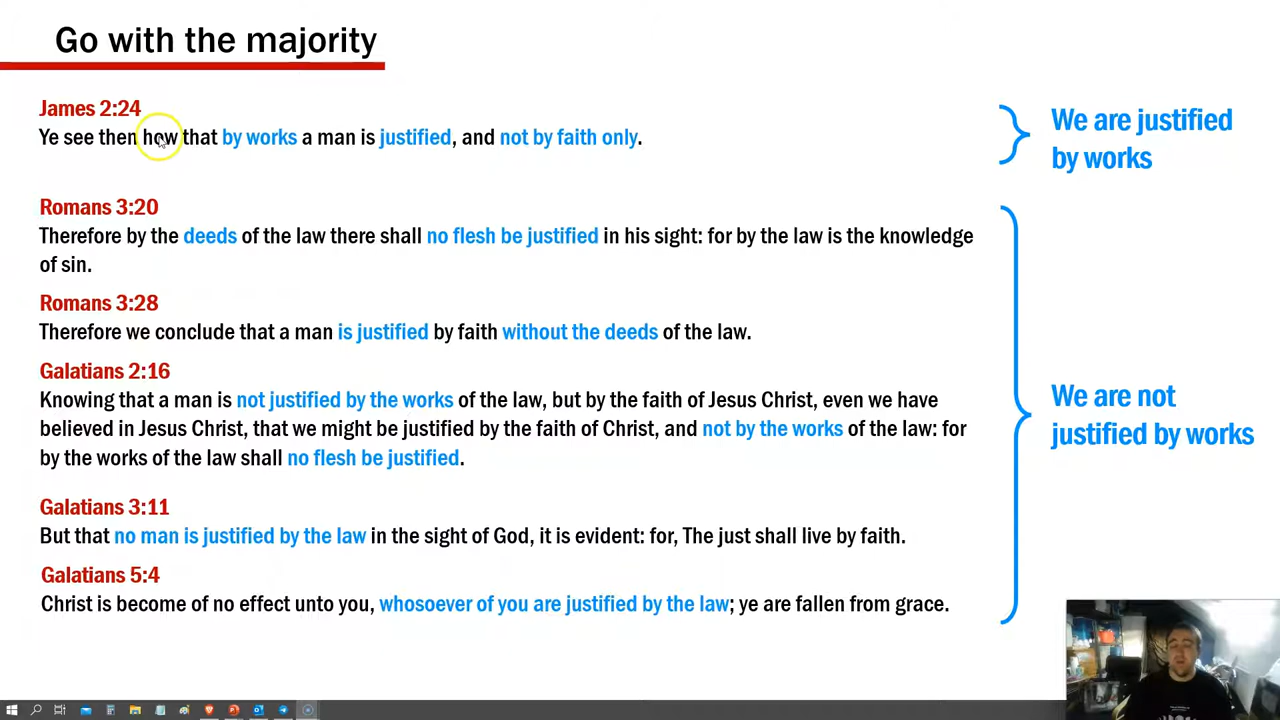 Go with the majority
James 2:24
Ye see then how that by works a man is justified, and not by faith only.
We are justified
by works
Romans 3:20
Therefore by the deeds of the law there shall no flesh be justified in his sight: for by the law is the knowledge
of sin.
Romans 3:28
Therefore we conclude that a man is justified by faith without the deeds of the law.
Galatians 2:16
Knowing that a man is not justified by the works of the law, but by the faith of Jesus Christ, even we have
believed in Jesus Christ, that we might be justified by the faith of Christ, and not by the works of the law: for
by the works of the law shall no flesh be justified.
We are not
justified by works
Galatians 3:11
But that no man is justified by the law in the sight of God, it is evident: for, The just shall live by faith.
Galatians 5:4
Christ is become of no effect unto you, whosoever of you are justified by the law; ye are fallen from grace.